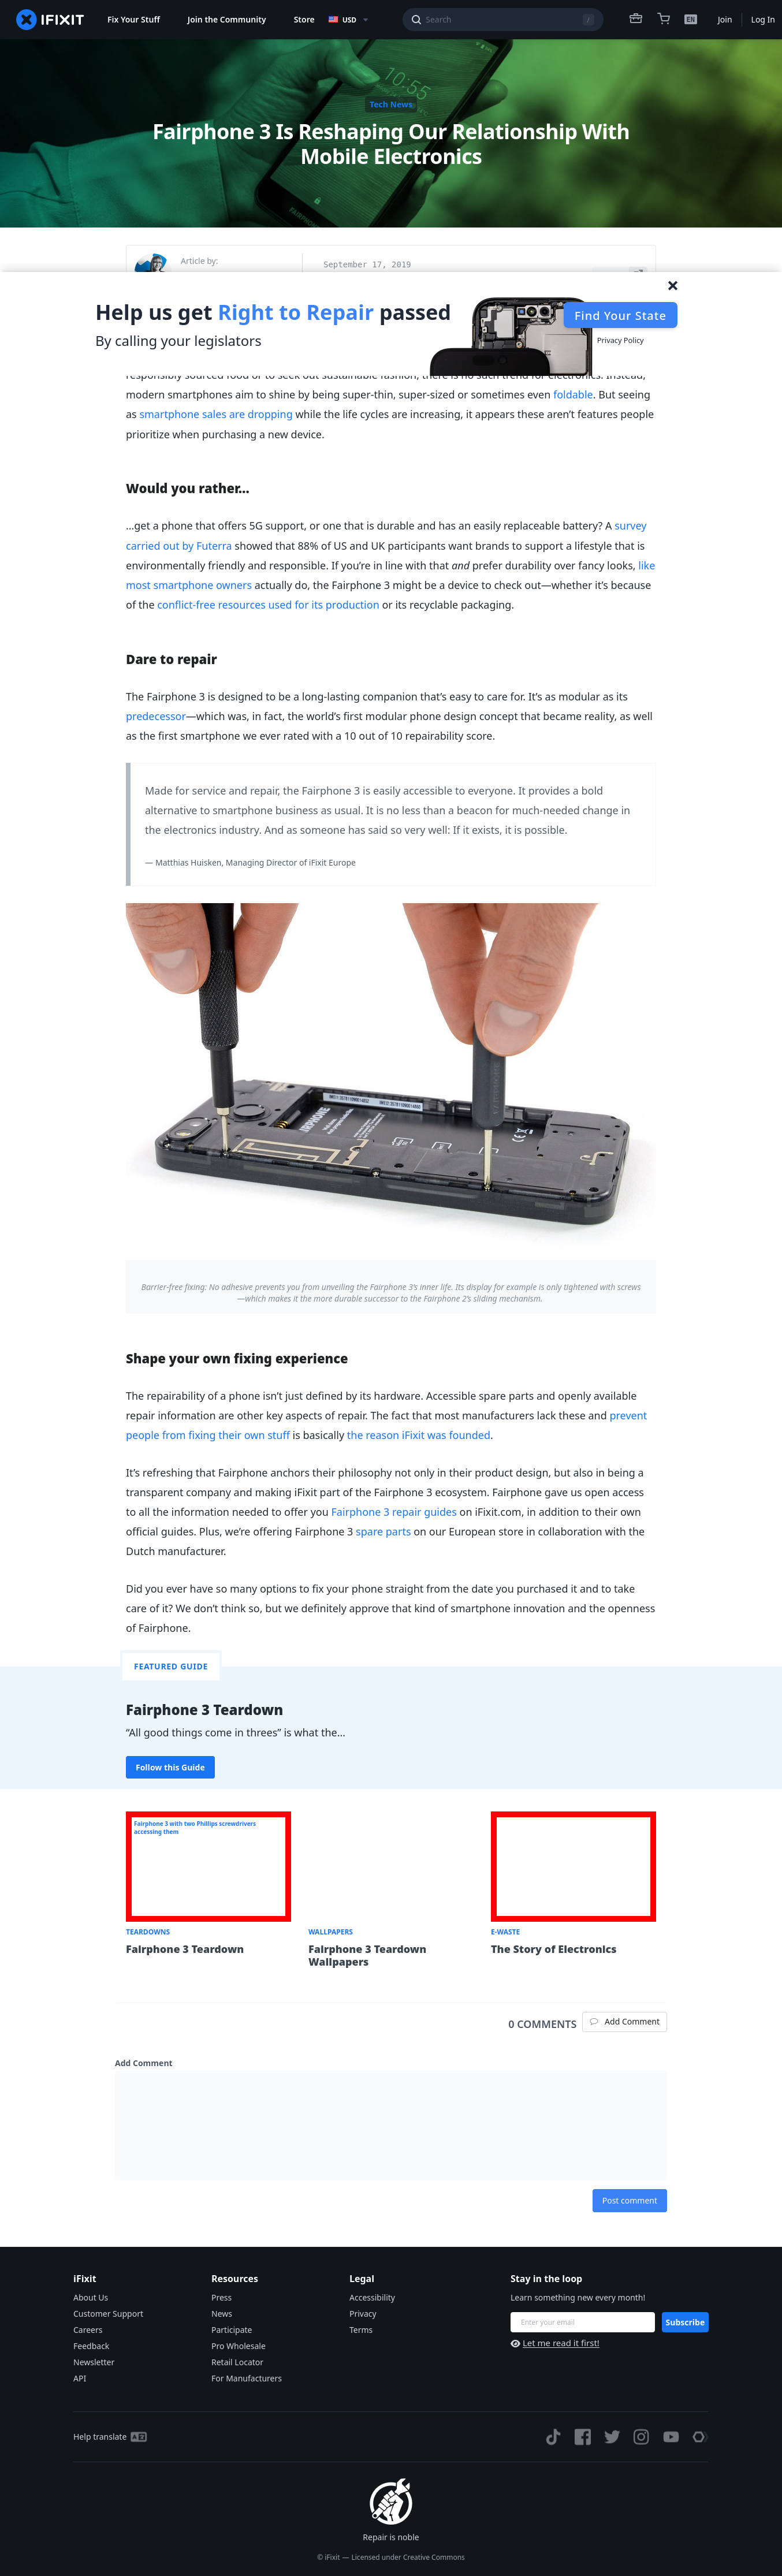 IFIXIT
Fix Your Stuff
Join the Community
Store
USD
Search
/
EN
Join
Log In
10:55
Tech News
Fairphone 3 Is Reshaping Our Relationship With
Mobile Electronics
Article by:
September 17, 2019
Help us get Right to Repair passed
By calling your legislators
Find Your State
Privacy Policy
responsibly sourced food or to seek out sustainable fashion, there is no such trend for electronics. Instead,
modern smartphones aim to shine by being super-thin, super-sized or sometimes even foldable. But seeing
as smartphone sales are dropping while the life cycles are increasing, it appears these aren’t features people
prioritize when purchasing a new device.
Would you rather…
…get a phone that offers 5G support, or one that is durable and has an easily replaceable battery? A survey
carried out by Futerra showed that 88% of US and UK participants want brands to support a lifestyle that is
environmentally friendly and responsible. If you’re in line with that and prefer durability over fancy looks, like
most smartphone owners actually do, the Fairphone 3 might be a device to check out—whether it’s because
of the conflict-free resources used for its production or its recyclable packaging.
Dare to repair
The Fairphone 3 is designed to be a long-lasting companion that’s easy to care for. It’s as modular as its
predecessor—which was, in fact, the world’s first modular phone design concept that became reality, as well
as the first smartphone we ever rated with a 10 out of 10 repairability score.
Made for service and repair, the Fairphone 3 is easily accessible to everyone. It provides a bold
alternative to smartphone business as usual. It is no less than a beacon for much-needed change in
the electronics industry. And as someone has said so very well: If it exists, it is possible.
— Matthias Huisken, Managing Director of iFixit Europe
Barrier-free fixing: No adhesive prevents you from unveiling the Fairphone 3’s inner life. Its display for example is only tightened with screws
—which makes it the more durable successor to the Fairphone 2’s sliding mechanism.
Shape your own fixing experience
The repairability of a phone isn’t just defined by its hardware. Accessible spare parts and openly available
repair information are other key aspects of repair. The fact that most manufacturers lack these and prevent
people from fixing their own stuff is basically the reason iFixit was founded.
It’s refreshing that Fairphone anchors their philosophy not only in their product design, but also in being a
transparent company and making iFixit part of the Fairphone 3 ecosystem. Fairphone gave us open access
to all the information needed to offer you Fairphone 3 repair guides on iFixit.com, in addition to their own
official guides. Plus, we’re offering Fairphone 3 spare parts on our European store in collaboration with the
Dutch manufacturer.
Did you ever have so many options to fix your phone straight from the date you purchased it and to take
care of it? We don’t think so, but we definitely approve that kind of smartphone innovation and the openness
of Fairphone.
FEATURED GUIDE
Fairphone 3 Teardown
“All good things come in threes” is what the…
Follow this Guide
Fairphone 3 with two Phillips screwdrivers
accessing them
TEARDOWNS
Fairphone 3 Teardown
WALLPAPERS
Fairphone 3 Teardown
Wallpapers
E-WASTE
The Story of Electronics
0 COMMENTS
Add Comment
Add Comment
Post comment
iFixit
About Us
Customer Support
Careers
Feedback
Newsletter
API
Resources
Press
News
Participate
Pro Wholesale
Retail Locator
For Manufacturers
Legal
Accessibility
Privacy
Terms
Stay in the loop
Learn something new every month!
Enter your email
Subscribe
Let me read it first!
Help translate
Repair is noble
© iFixit — Licensed under Creative Commons